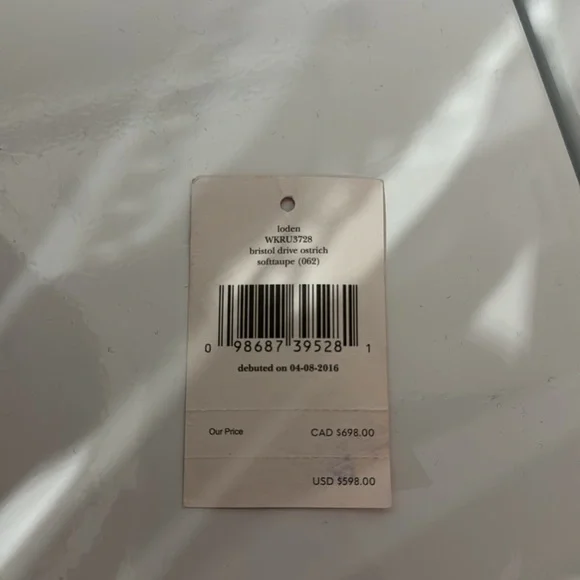 loden
WKRU3728
bristol drive ostrich
softtaupe (062)
0 98687 39528 1
debuted on 04-08-2016
Our Price CAD $698.00
USD $598.00